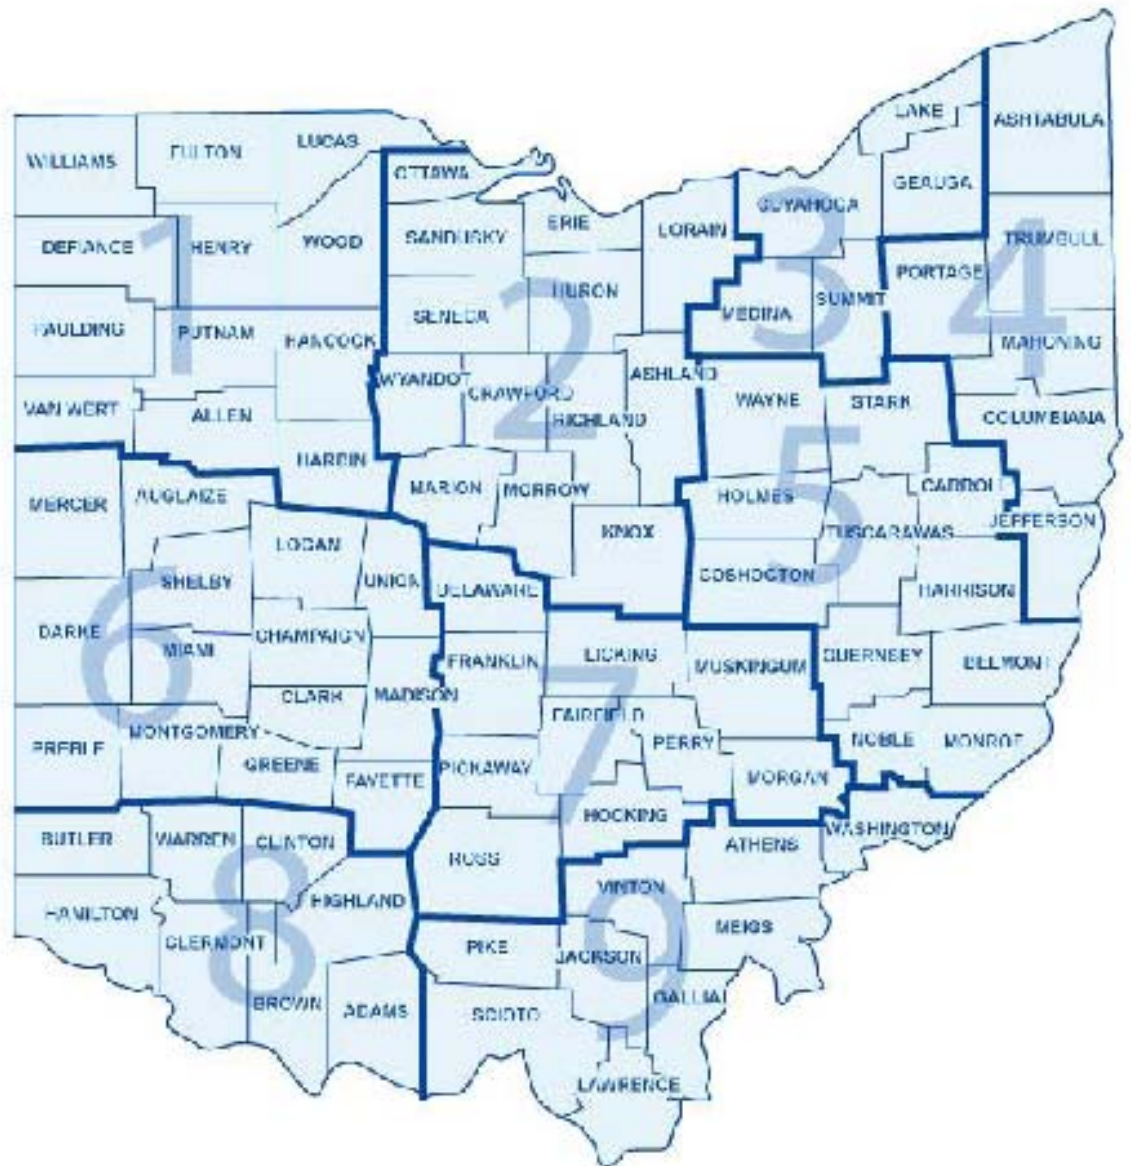 LAKE
ASHTABULA
WILLIAMS
FULTON
LUCAS
OTTAWA
GEAUGA
CUYAHOGA
ERIE
LORAIN
SANDUSKY
DEFIANCE
1
HENRY
WOOD
3
TRUMBULL
PORTAGE
4
HURON
SUMMIT
MEDINA
SENECA
2
PAULDING
PUTNAM
HANCOCK
MAHONING
WYANDOT
CRAWFORD
ASHLAND
RICHLAND
WAYNE
STARK
COLUMBIANA
VAN WERT
ALLEN
HARDIN
MARION
MORROW
HOLMES
5
CARROLL
MERCER
AUGLAIZE
JEFFERSON
KNOX
TUSCARAWAS
LOGAN
UNION
COSHOCTON
HARRISON
SHELBY
DELAWARE
6
DARKE
CHAMPAIGN
MIAMI
FRANKLIN
LICKING
MUSKINGUM
GUERNSEY
BELMONT
CLARK
MADISON
7
FAIRFIELD
PERRY
NOBLE
MONROE
PREBLE
MONTGOMERY
GREENE
FAYETTE
PICKAWAY
MORGAN
HOCKING
WASHINGTON
BUTLER
WARREN
CLINTON
ROSS
ATHENS
VINTON
HIGHLAND
HAMILTON
8
CLERMONT
PIKE
JACKSON
9
MEIGS
BROWN
ADAMS
SCIOTO
GALLIA
LAWRENCE